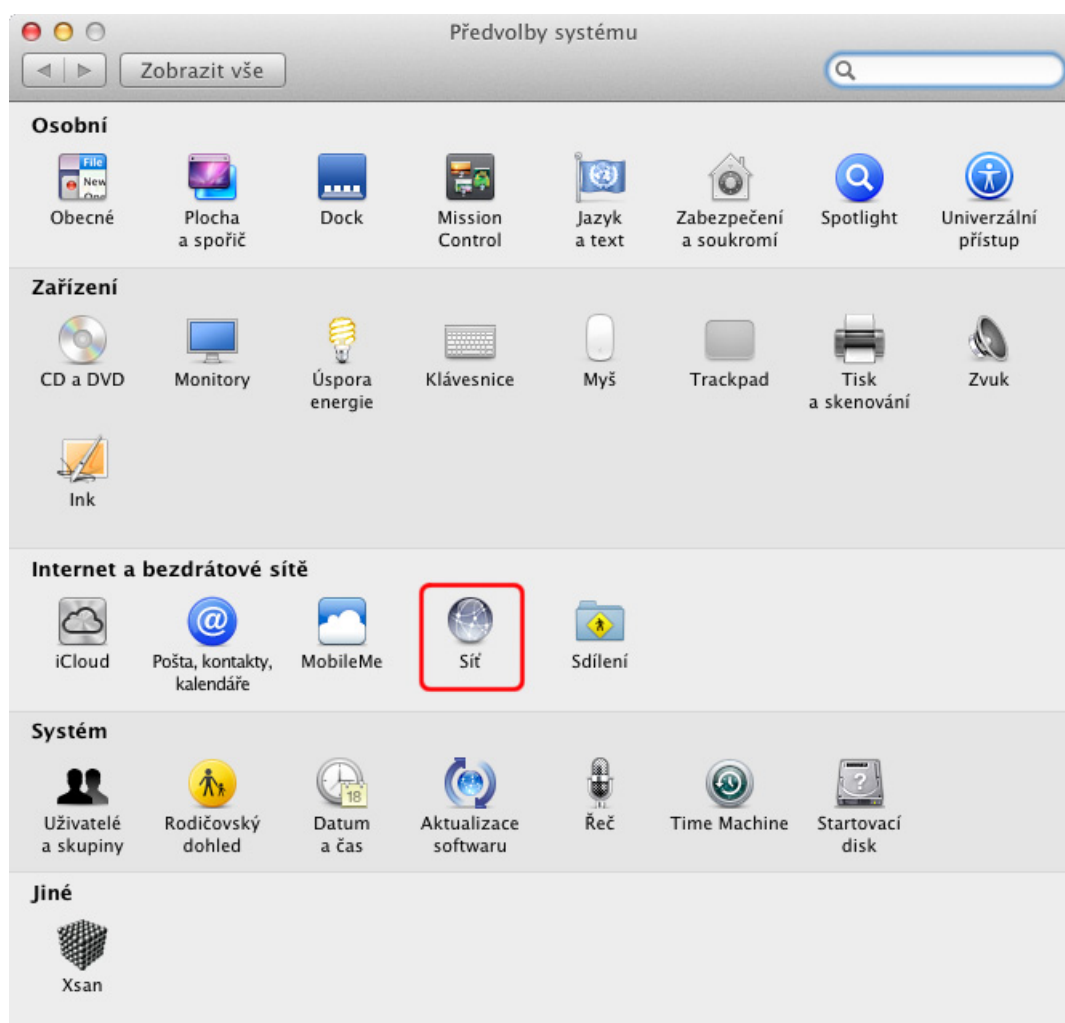 Předvolby systému
Zobrazit vše
Osobní
File
New
Obecné
Plocha
a spořič
Dock
Mission
Control
Jazyk
a text
Zabezpečení
a soukromí
Spotlight
Univerzální
přístup
Zařízení
CD a DVD
Monitory
Úspora
energie
Klávesnice
Myš
Trackpad
Tisk
a skenování
Zvuk
Ink
Internet a bezdrátové sítě
@
iCloud
Pošta, kontakty,
kalendáře
MobileMe
Síť
Sdílení
Systém
18
?
Uživatelé
a skupiny
Rodičovský
dohled
Datum
a čas
Aktualizace
softwaru
Řeč
Time Machine
Startovací
disk
Jiné
Xsan